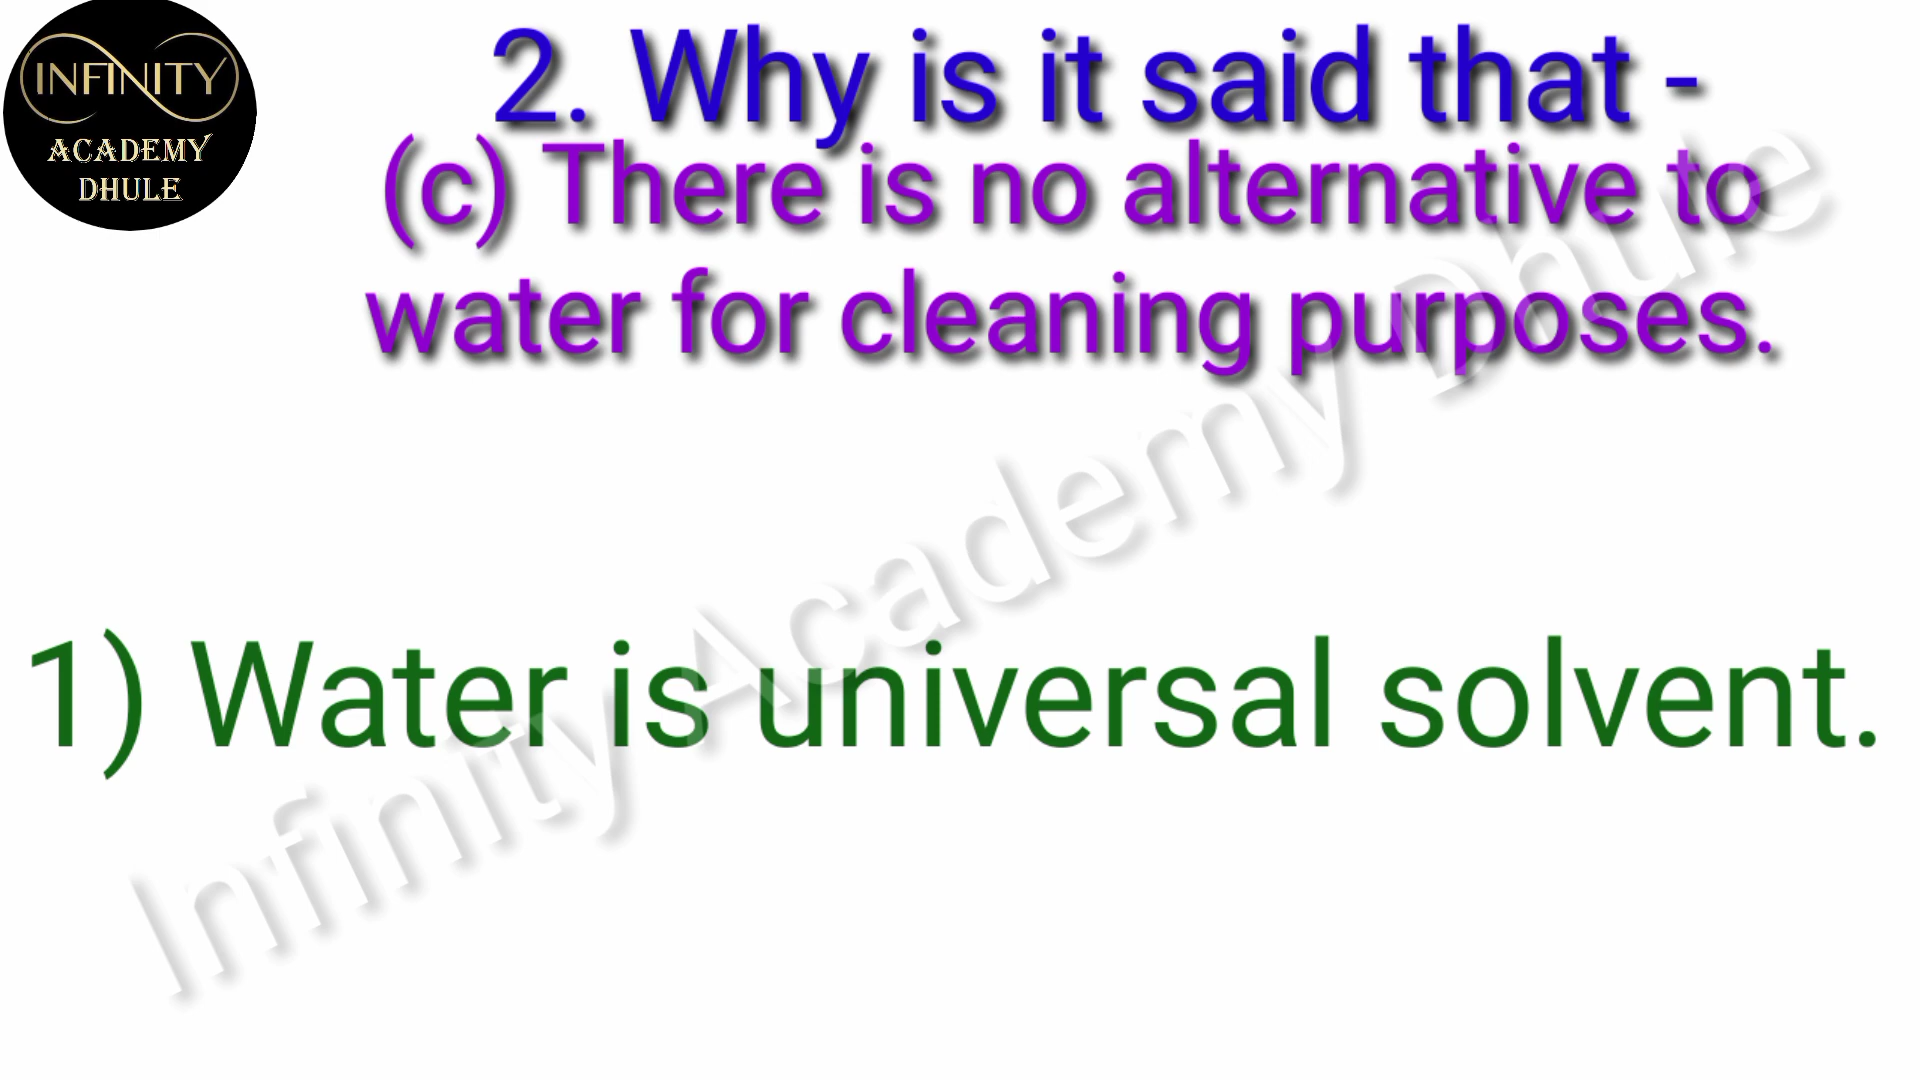 INFINITY
ACADEMY
DHULE
2. Why is it said that -
(c) There is no alternative to
water for cleaning purposes.
1) Water is universal solvent.
Infinity Academy Dhule